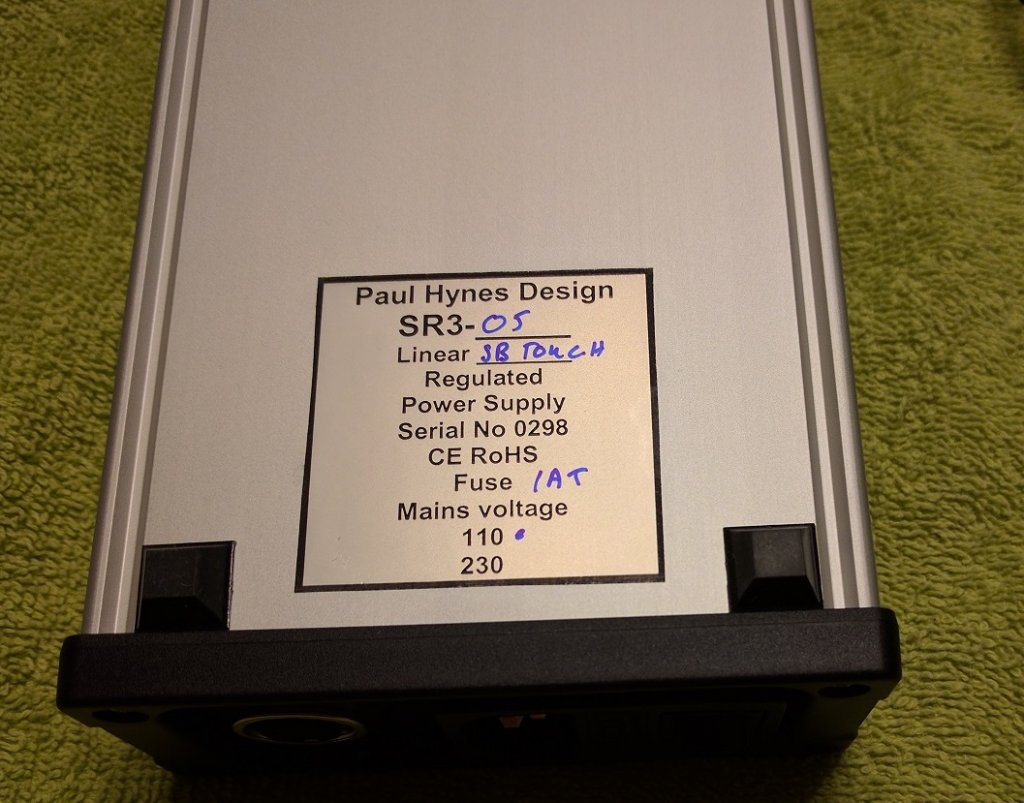 Paul Hynes Design
SR3-05
Linear SB TOUCH
Regulated
Power Supply
Serial No 0298
CE RoHS
Fuse 1AT
Mains voltage
110 •
230